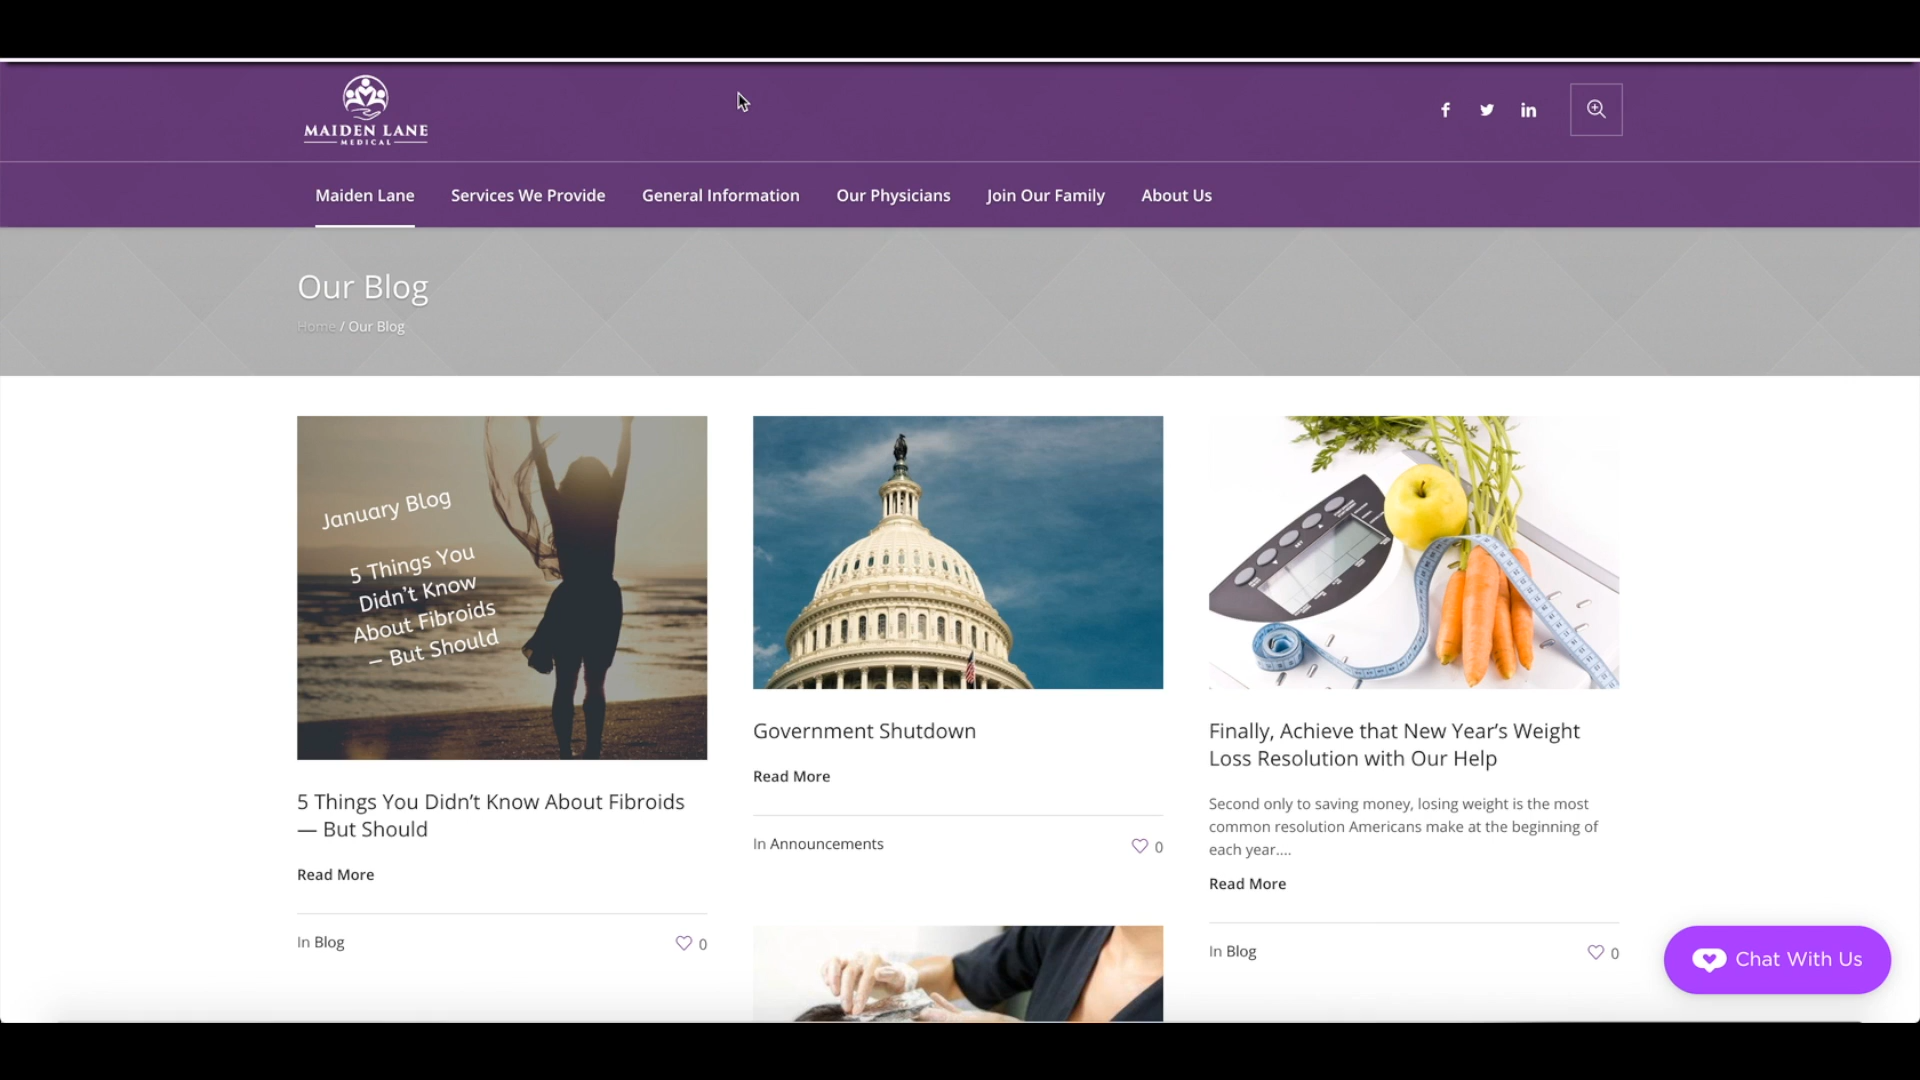 MAIDEN LANE
MEDICAL
Maiden Lane
Services We Provide
General Information
Our Physicians
Join Our Family
About Us
Our Blog
Home / Our Blog
January Blog
5 Things You
Didn't Know
About Fibroids
– But Should
5 Things You Didn’t Know About Fibroids
— But Should
Read More
In Blog
0
Government Shutdown
Read More
In Announcements
0
Finally, Achieve that New Year’s Weight
Loss Resolution with Our Help
Second only to saving money, losing weight is the most
common resolution Americans make at the beginning of
each year....
Read More
In Blog
0
Chat With Us